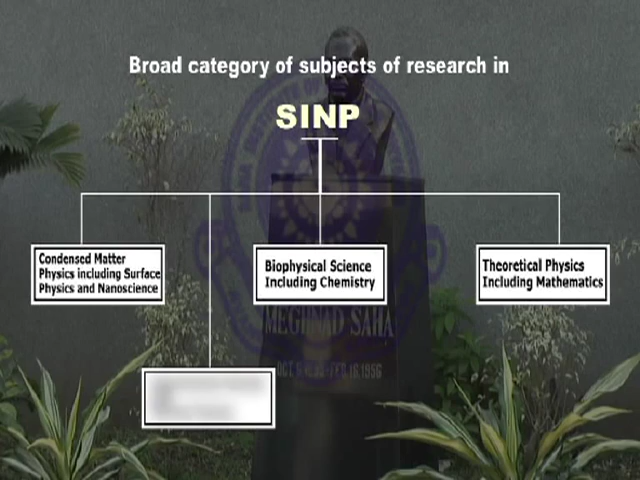 Broad category of subjects of research in
SINP
Condensed Matter
Physics including Surface
Physics and Nanoscience
Biophysical Science
Including Chemistry
Theoretical Physics
Including Mathematics
MEGHNAD SAHA